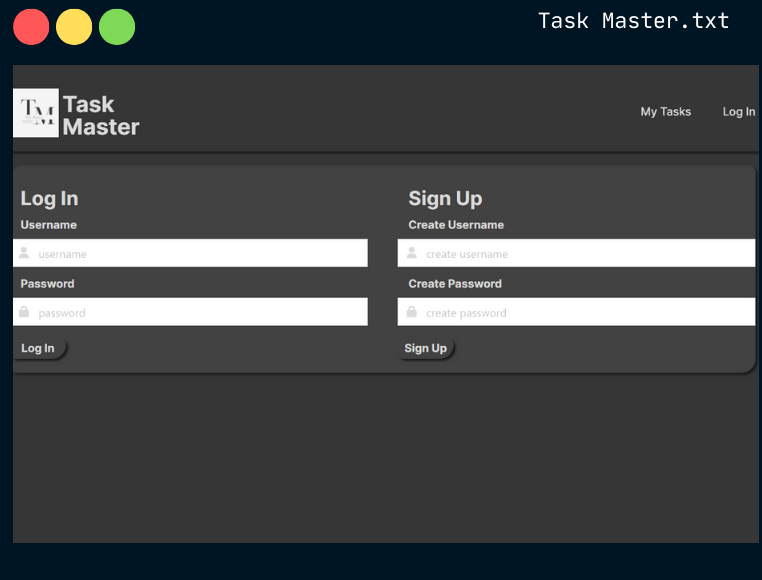 Task Master.txt
TM
Task
Master
My Tasks
Log In
Log In
Sign Up
Username
Create Username
username
create username
Password
Create Password
password
create password
Log In
Sign Up